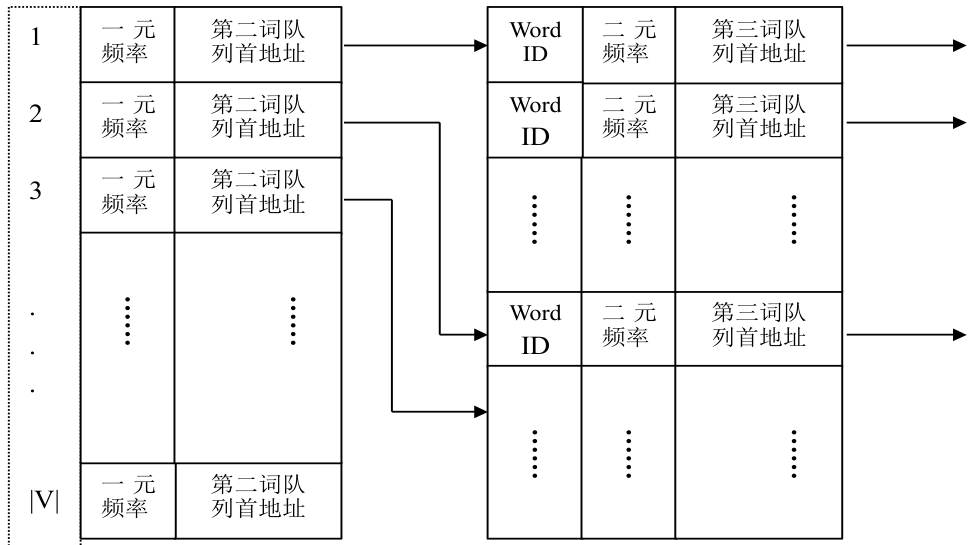 1
一 元
频率
第二词队
列首地址
Word
ID
二 元
频率
第三词队
列首地址
2
一 元
频率
第二词队
列首地址
Word
ID
二 元
频率
第三词队
列首地址
3
一 元
频率
第二词队
列首地址
Word
ID
二 元
频率
第三词队
列首地址
|V|
一 元
频率
第二词队
列首地址